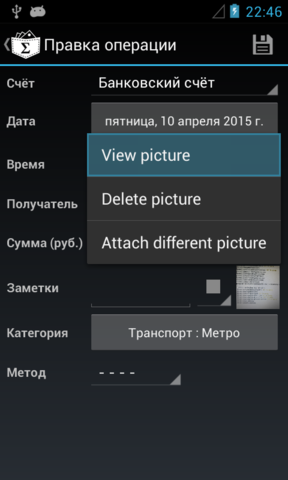 22:46
Правка операции
Счёт
Банковский счёт
Дата
пятница, 10 апреля 2015 г.
View picture
Время
Delete picture
Получатель
Attach different picture
Сумма (руб.)
Заметки
Категория
Транспорт : Метро
Метод
- - - -